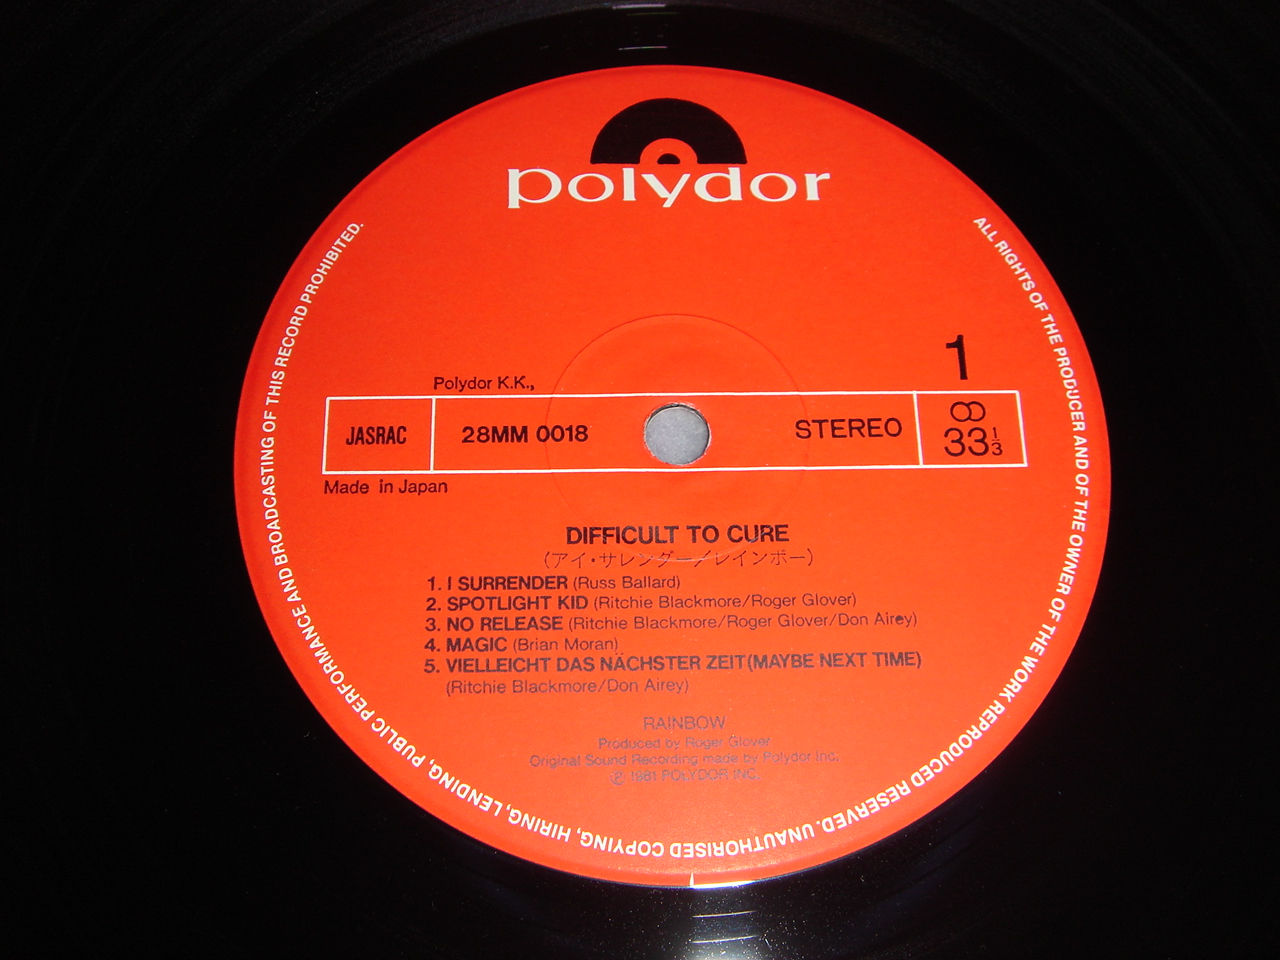 polydor
1
Polydor K.K.,
JASRAC
28MM 0018
STEREO
33 1/3
Made in Japan
DIFFICULT TO CURE
(アイ・サレンダー/レインボー)
1. I SURRENDER (Russ Ballard)
2. SPOTLIGHT KID (Ritchie Blackmore/Roger Glover)
3. NO RELEASE (Ritchie Blackmore/Roger Glover/Don Airey)
4. MAGIC (Brian Moran)
5. VIELLEICHT DAS NÄCHSTER ZEIT(MAYBE NEXT TIME)
(Ritchie Blackmore/Don Airey)
RAINBOW
Produced by Roger Glover
Original Sound Recording made by Polydor Inc.
℗ 1981 POLYDOR INC.
ALL RIGHTS OF THE PRODUCER AND OF THE OWNER OF THE WORK REPRODUCED RESERVED. UNAUTHORISED COPYING, HIRING, LENDING, PUBLIC PERFORMANCE AND BROADCASTING OF THIS RECORD PROHIBITED.